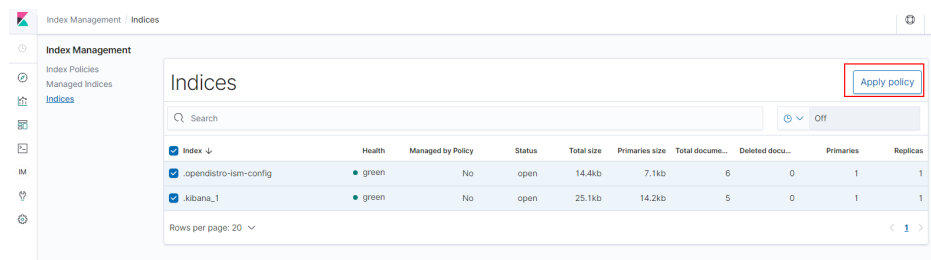 Index Management / Indices
Index Management
Index Policies
Managed Indices
Indices
Indices
Apply policy
Search
Off
Index ↓ Health Managed by Policy Status Total size Primaries size Total docume... Deleted docu... Primaries Replicas
.opendistro-ism-config green No open 14.4kb 7.1kb 6 0 1 1
.kibana_1 green No open 25.1kb 14.2kb 5 0 1 1
Rows per page: 20
< 1 >
IM